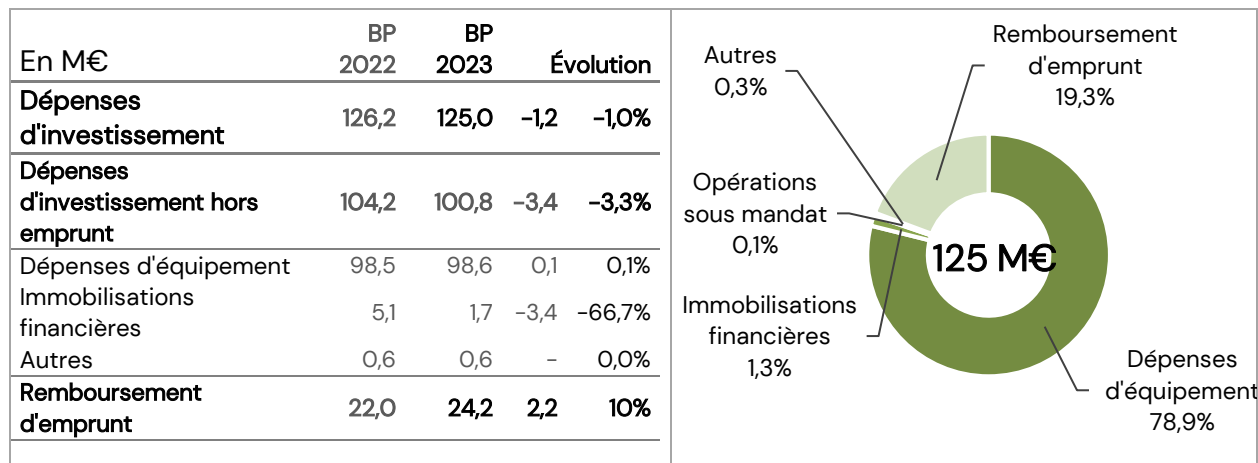 En M€ BP 2022 BP 2023 Évolution
Dépenses
d'investissement 126,2 125,0 -1,2 -1,0%
Dépenses
d'investissement hors
emprunt 104,2 100,8 -3,4 -3,3%
Dépenses d'équipement 98,5 98,6 0,1 0,1%
Immobilisations
financières 5,1 1,7 -3,4 -66,7%
Autres 0,6 0,6 - 0,0%
Remboursement
d'emprunt 22,0 24,2 2,2 10%
Remboursement
d'emprunt
19,3%
Autres
0,3%
Opérations
sous mandat
0,1%
125 M€
Immobilisations
financières
1,3%
Dépenses
d'équipement
78,9%